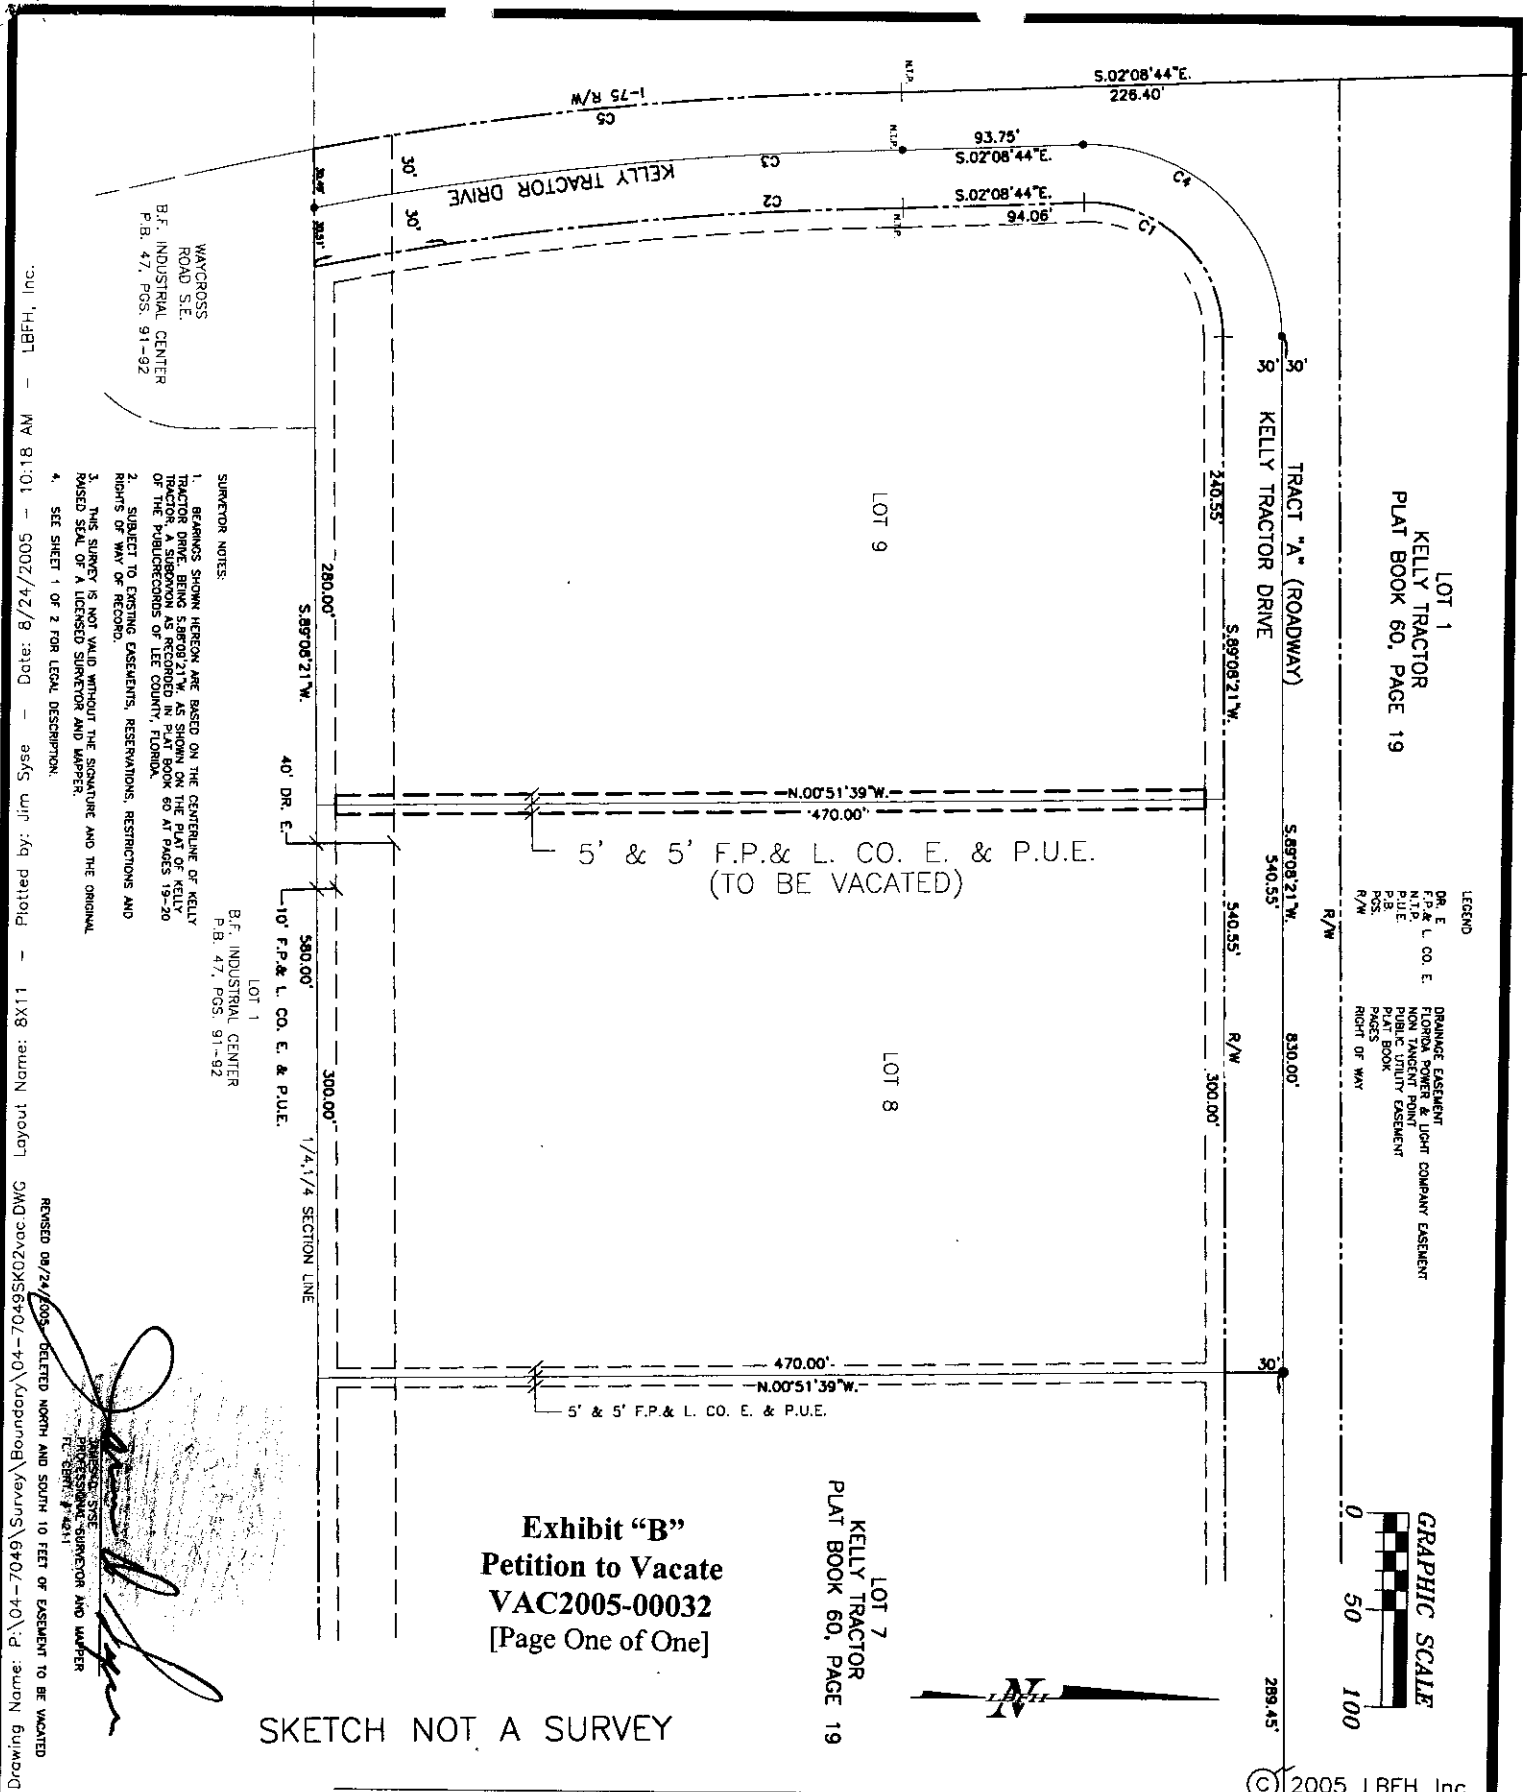 S.02°08'44"E.
226.40'
N.T.P.
I-75 R/W
C5
N.T.P.
93.75'
S.02°08'44"E.
C3
KELLY TRACTOR DRIVE
C4
C2
S.02°08'44"E.
94.06'
N.T.P.
C1
30'
30'
30.51'
WAYCROSS
ROAD S.E.
B.F. INDUSTRIAL CENTER
P.B. 47, PGS. 91-92
30' 30'
TRACT "A" (ROADWAY)
KELLY TRACTOR DRIVE
LOT 1
KELLY TRACTOR
PLAT BOOK 60, PAGE 19
LOT 9
240.55'
S.89°08'21"W.
280.00'
S.89°08'21"W.
SURVEYOR NOTES:
1. BEARINGS SHOWN HEREON ARE BASED ON THE CENTERLINE OF KELLY
TRACTOR DRIVE. BEING S.89°09'21"W. AS SHOWN ON THE PLAT OF KELLY
TRACTOR, A SUBDIVION AS RECORDED IN PLAT BOOK 60 AT PAGES 19-20
OF THE PUBLICRECORDS OF LEE COUNTY, FLORIDA.
2. SUBJECT TO EXISTING EASEMENTS, RESERVATIONS, RESTRICTIONS AND
RIGHTS OF WAY OF RECORD.
3. THIS SURVEY IS NOT VALID WITHOUT THE SIGNATURE AND THE ORIGINAL
RAISED SEAL OF A LICENSED SURVEYOR AND MAPPER.
4. SEE SHEET 1 OF 2 FOR LEGAL DESCRIPTION.
N.00°51'39"W.
470.00'
5' & 5' F.P.& L. CO. E. & P.U.E.
(TO BE VACATED)
40' DR. E.
10' F.P.& L. CO. E. & P.U.E.
S.89°08'21"W.
540.55'
540.55'
R/W
R/W
830.00'
LEGEND
DR. E DRAINAGE EASEMENT
F.P.& L. CO. E. FLORIDA POWER & LIGHT COMPANY EASEMENT
N.T.P. NON TANGENT POINT
P.U.E. PUBLIC UTILITY EASEMENT
P.B. PLAT BOOK
PGS. PAGES
R/W RIGHT OF WAY
580.00'
LOT 1
B.F. INDUSTRIAL CENTER
P.B. 47, PGS. 91-92
LOT 8
300.00'
300.00'
1/4,1/4 SECTION LINE
470.00'
N.00°51'39"W.
5' & 5' F.P.& L. CO. E. & P.U.E.
30'
LOT 7
KELLY TRACTOR
PLAT BOOK 60, PAGE 19
GRAPHIC SCALE
0 50 100
289.45'
N
LBFH
Exhibit “B”
Petition to Vacate
VAC2005-00032
[Page One of One]
SKETCH NOT A SURVEY
JAMES D. SYSE
PROFESSIONAL SURVEYOR AND MAPPER
REVISED 08/24/2005- DELETED NORTH AND SOUTH 10 FEET OF EASEMENT TO BE VACATED
Drawing Name: P:\04-7049\Survey\Boundary\04-7049SK02vac.DWG Layout Name: 8X11 - Plotted by: Jim Syse - Date: 8/24/2005 - 10:18 AM - LBFH, Inc.
© 2005 LBFH, Inc.